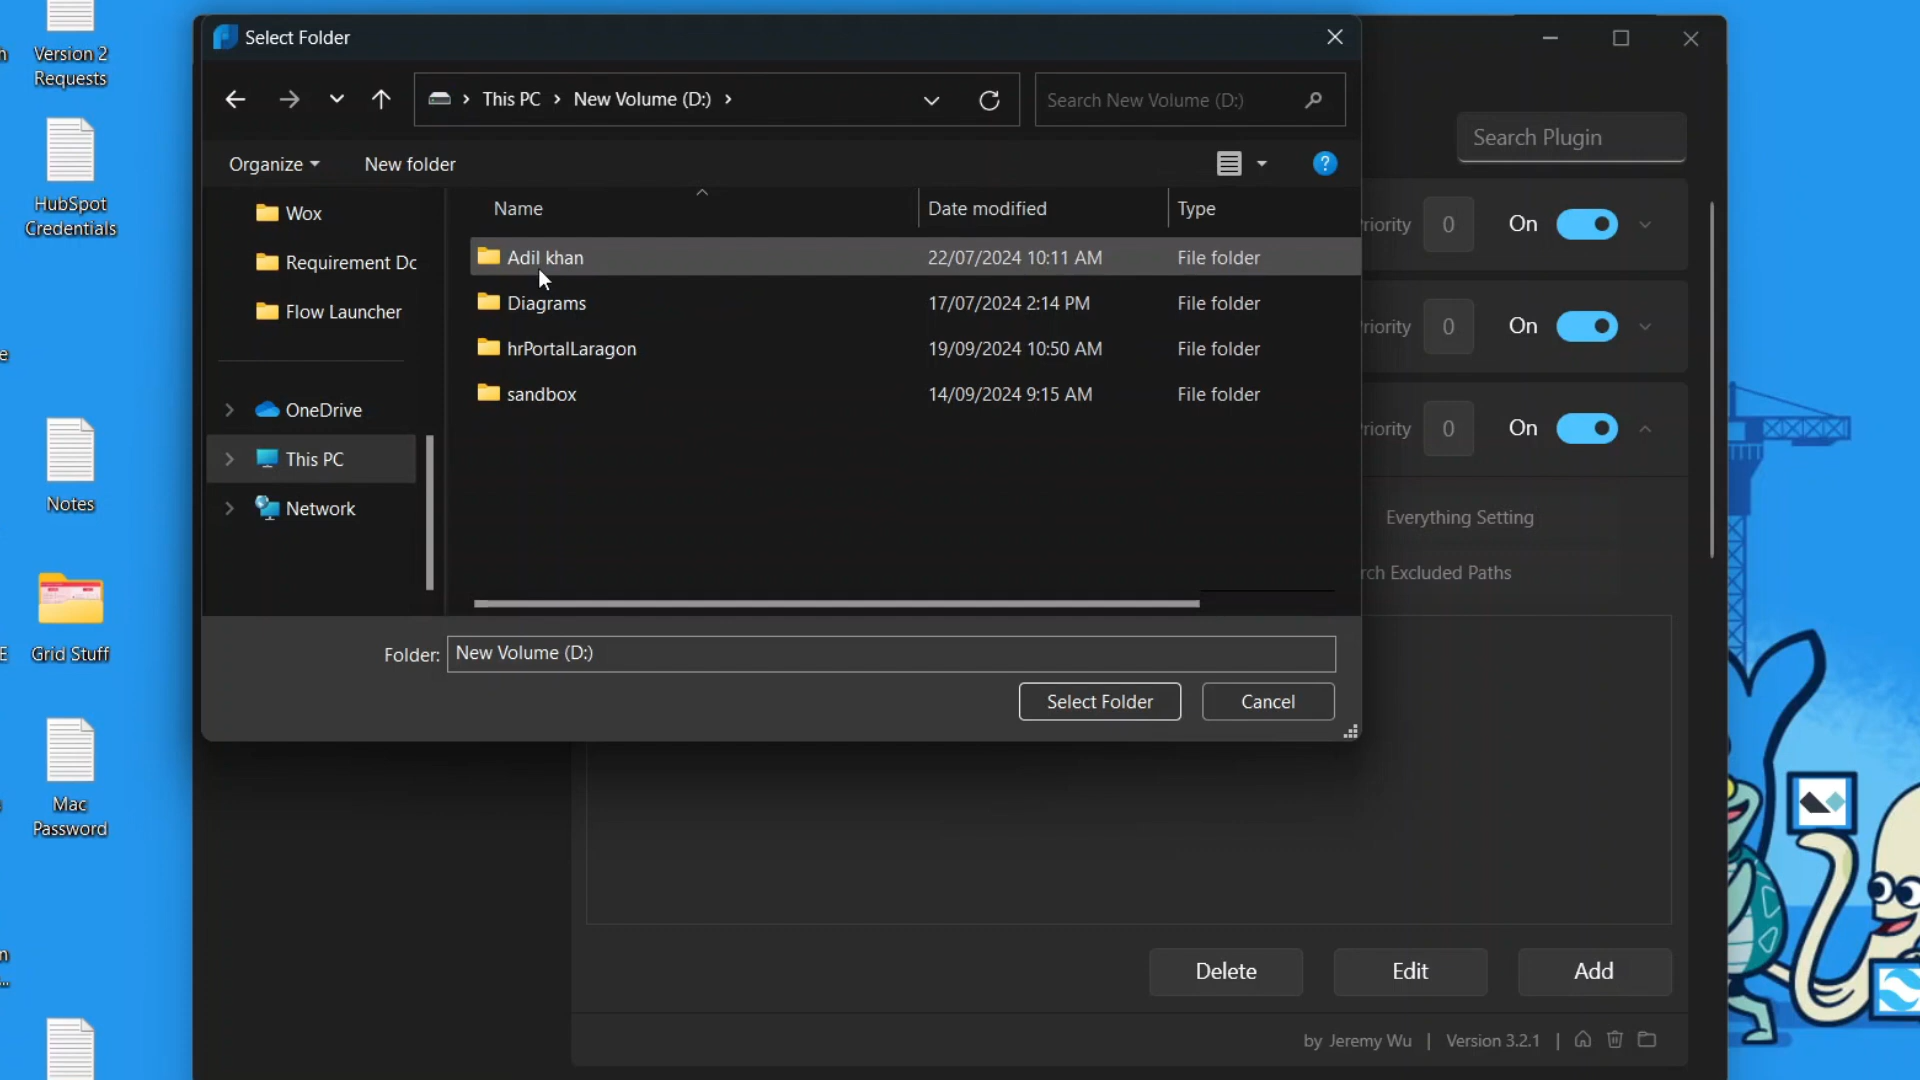 Version 2
Requests
HubSpot
Credentials
Notes
Grid Stuff
Mac
Password
Select Folder
This PC
New Volume (D:)
Search New Volume (D:)
Organize
New folder
Wox
Requirement Dc
Flow Launcher
OneDrive
This PC
Network
Name
Date modified
Type
Adil khan
22/07/2024 10:11 AM
File folder
Diagrams
17/07/2024 2:14 PM
File folder
hrPortalLaragon
19/09/2024 10:50 AM
File folder
sandbox
14/09/2024 9:15 AM
File folder
Folder:
New Volume (D:)
Select Folder
Cancel
Search Plugin
riority
0
On
riority
0
On
riority
0
On
Everything Setting
rch Excluded Paths
Delete
Edit
Add
by Jeremy Wu | Version 3.2.1 |